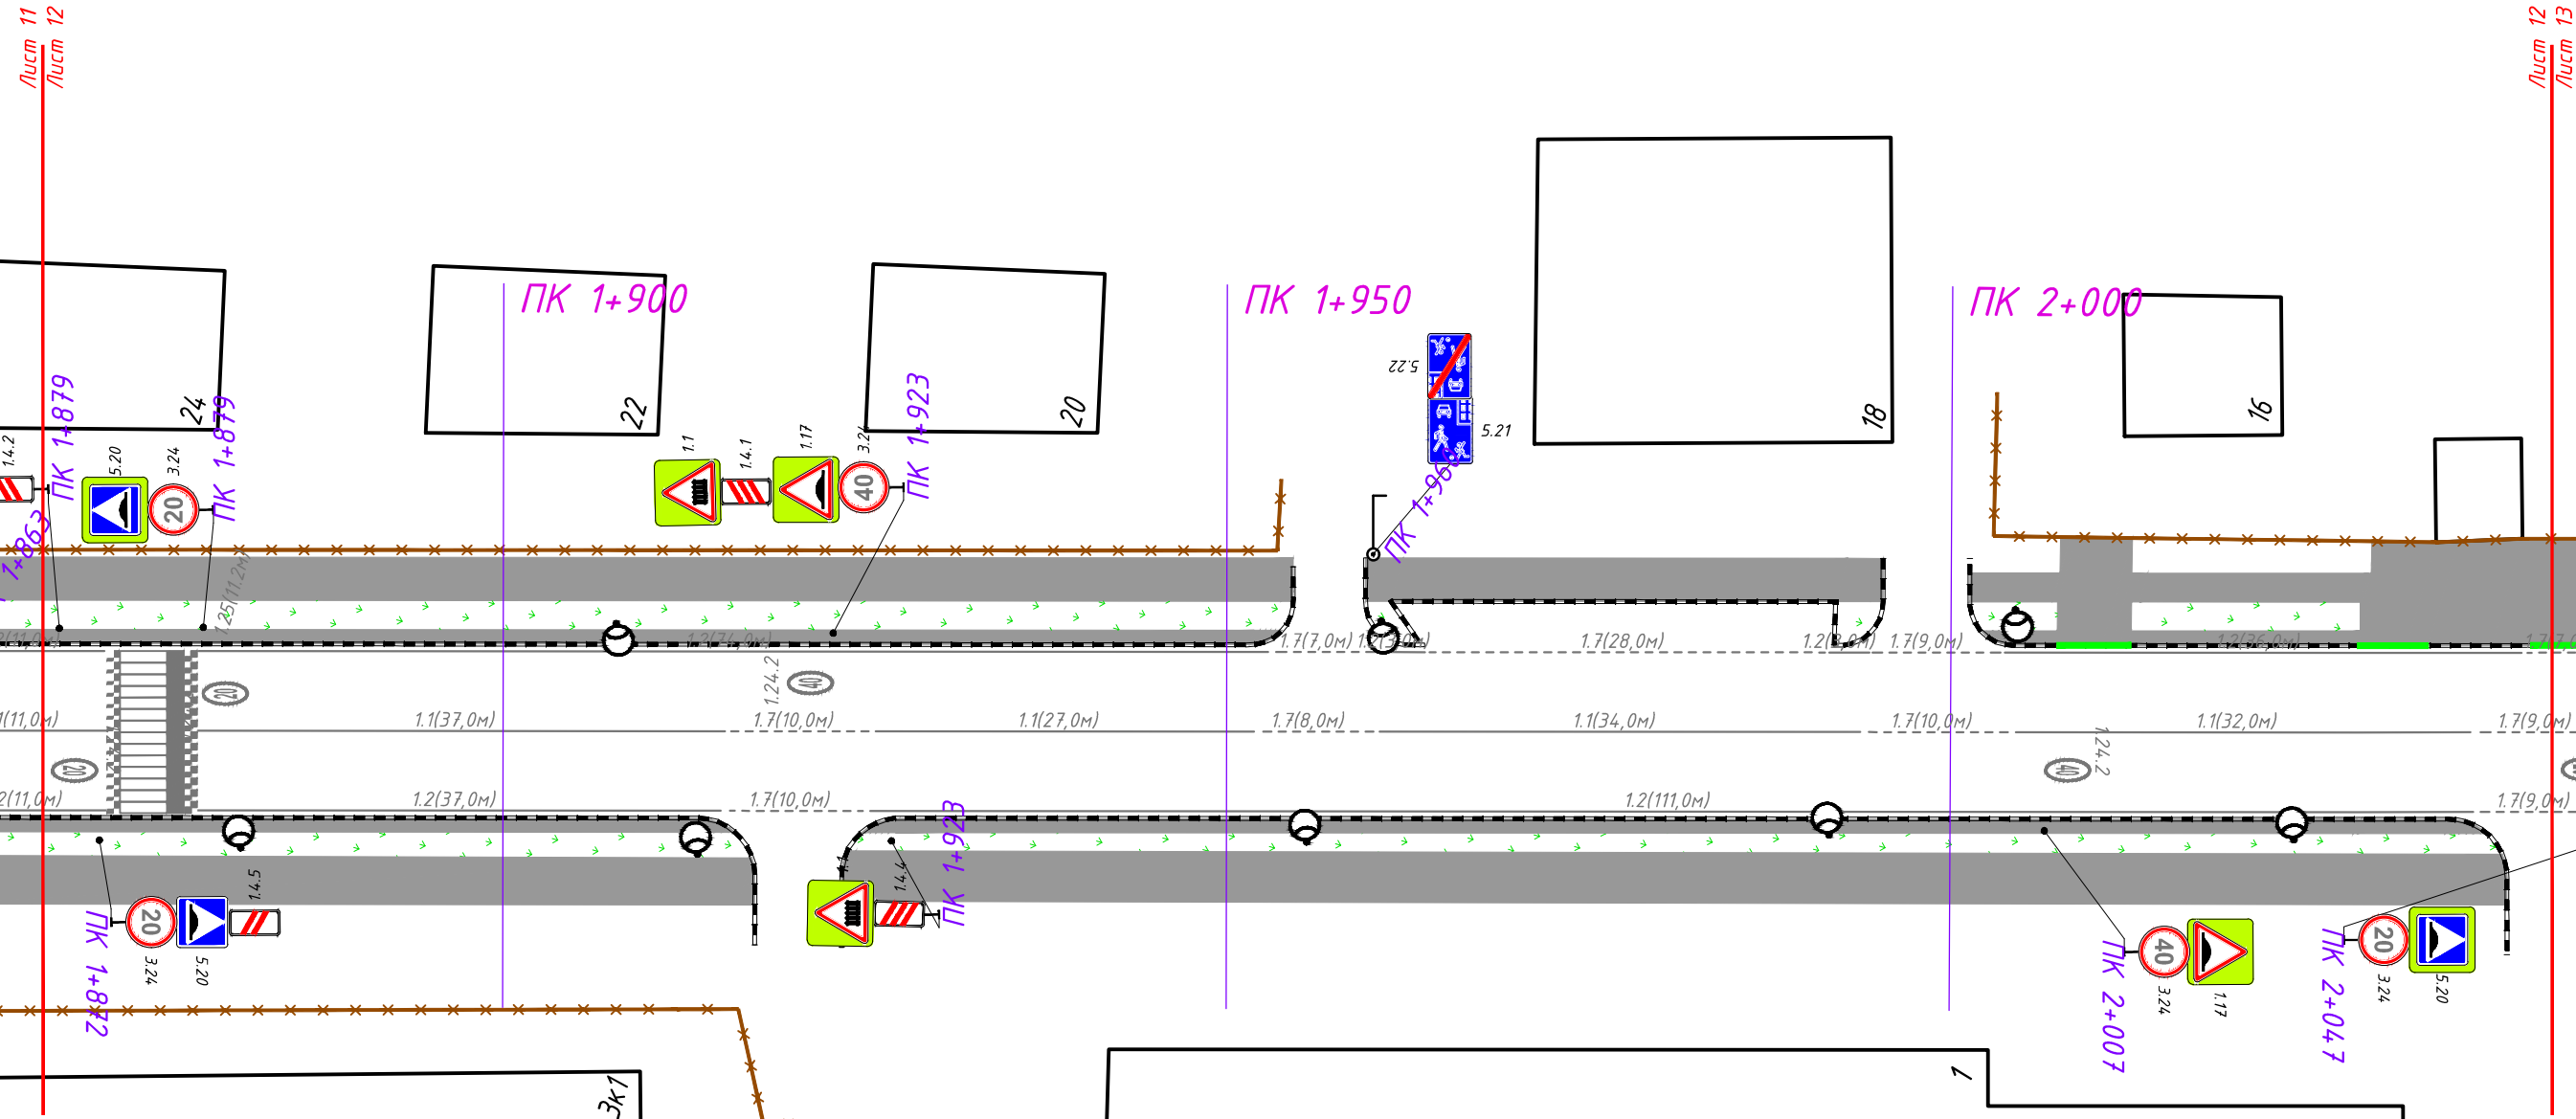 Лист 11
Лист 12
Лист 12
Лист 13
ПК 1+900
ПК 1+950
ПК 2+000
24
22
20
18
16
1.4.2
ПК 1+879
5.20
3.24
20
ПК 1+879
1+863
1.1
1.4.1
1.17
40
ПК 1+923
5.22
5.21
1.25(11.2м)
1.2(74,0м)
1.7(7,0м)
1.7(28,0м)
1.7(9,0м)
1.2(36,0м)
20
1.24.2
40
1.1(37,0м)
1.7(10,0м)
1.1(27,0м)
1.7(8,0м)
1.1(34,0м)
1.7(10,0м)
1.1(32,0м)
1.7(9,0м)
20
40
1.24.2
2(11,0м)
1.2(37,0м)
1.7(10,0м)
1.2(111,0м)
1.7(9,0м)
ПК 1+872
20
3.24
5.20
1.4.5
1.4.4
ПК 1+923
ПК 2+007
40
3.24
1.17
ПК 2+047
20
3.24
5.20
3к1
1